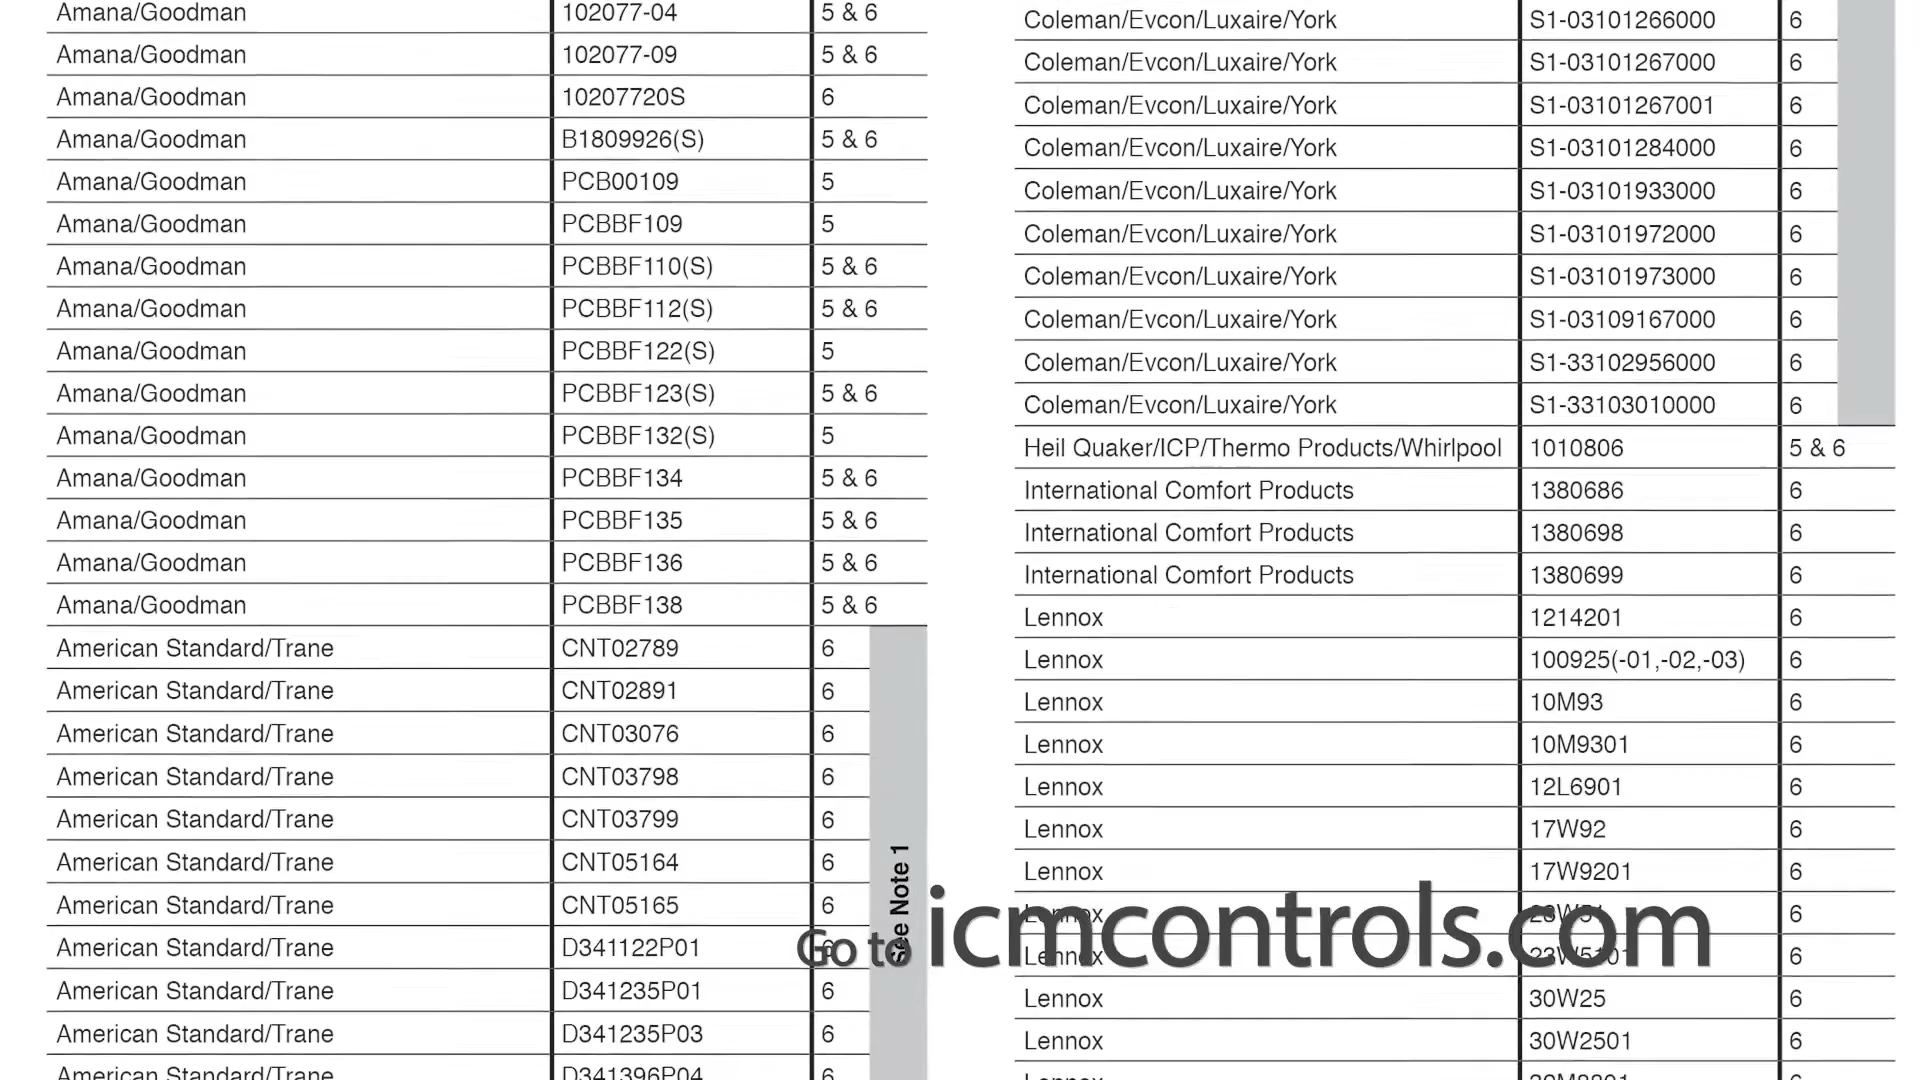 Amana/Goodman 102077-04 5 & 6
Amana/Goodman 102077-09 5 & 6
Amana/Goodman 10207720S 6
Amana/Goodman B1809926(S) 5 & 6
Amana/Goodman PCB00109 5
Amana/Goodman PCBBF109 5
Amana/Goodman PCBBF110(S) 5 & 6
Amana/Goodman PCBBF112(S) 5 & 6
Amana/Goodman PCBBF122(S) 5
Amana/Goodman PCBBF123(S) 5 & 6
Amana/Goodman PCBBF132(S) 5
Amana/Goodman PCBBF134 5 & 6
Amana/Goodman PCBBF135 5 & 6
Amana/Goodman PCBBF136 5 & 6
Amana/Goodman PCBBF138 5 & 6
American Standard/Trane CNT02789 6
American Standard/Trane CNT02891 6
American Standard/Trane CNT03076 6
American Standard/Trane CNT03798 6
American Standard/Trane CNT03799 6
American Standard/Trane CNT05164 6
American Standard/Trane CNT05165 6
American Standard/Trane D341122P01 6
American Standard/Trane D341235P01 6
American Standard/Trane D341235P03 6
American Standard/Trane D341396P04 6
see Note 1
Coleman/Evcon/Luxaire/York S1-03101266000 6
Coleman/Evcon/Luxaire/York S1-03101267000 6
Coleman/Evcon/Luxaire/York S1-03101267001 6
Coleman/Evcon/Luxaire/York S1-03101284000 6
Coleman/Evcon/Luxaire/York S1-03101933000 6
Coleman/Evcon/Luxaire/York S1-03101972000 6
Coleman/Evcon/Luxaire/York S1-03101973000 6
Coleman/Evcon/Luxaire/York S1-03109167000 6
Coleman/Evcon/Luxaire/York S1-33102956000 6
Coleman/Evcon/Luxaire/York S1-33103010000 6
Heil Quaker/ICP/Thermo Products/Whirlpool 1010806 5 & 6
International Comfort Products 1380686 6
International Comfort Products 1380698 6
International Comfort Products 1380699 6
Lennox 1214201 6
Lennox 100925(-01,-02,-03) 6
Lennox 10M93 6
Lennox 10M9301 6
Lennox 12L6901 6
Lennox 17W92 6
Lennox 17W9201 6
Lennox 6
Lennox 23W5101 6
Lennox 30W25 6
Lennox 30W2501 6
Lennox 6
Go to icmcontrols.com